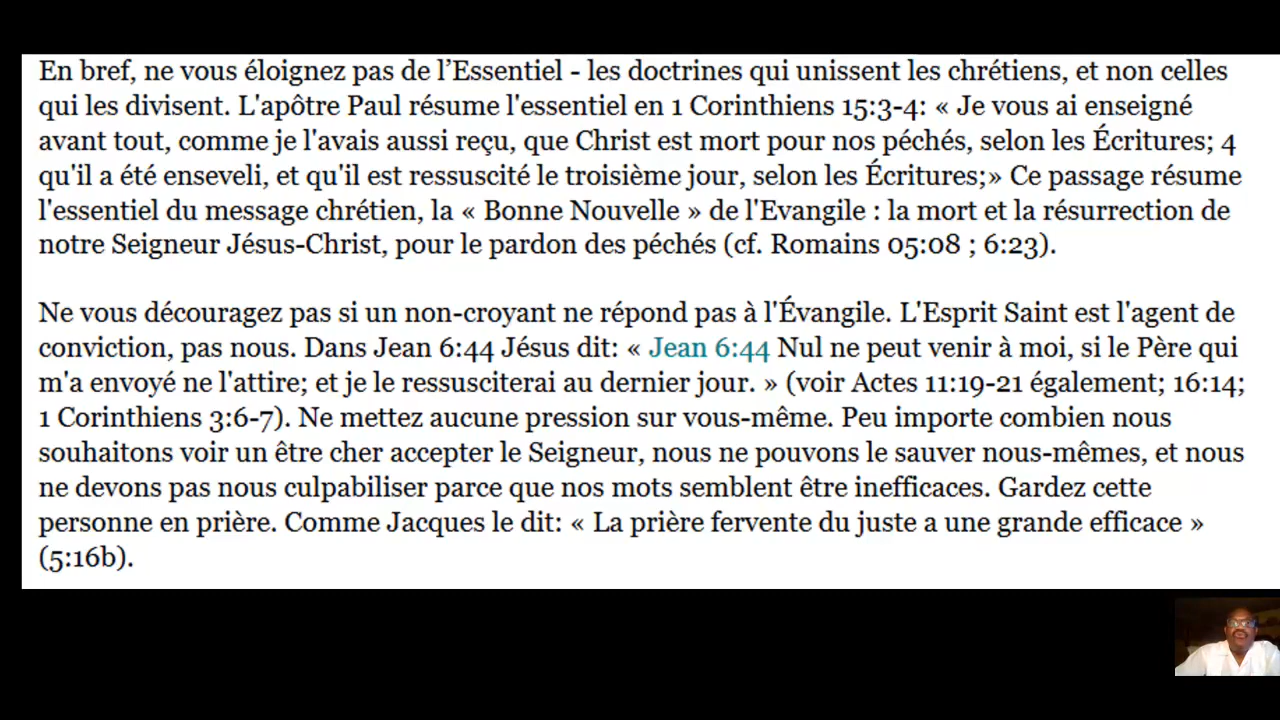 En bref, ne vous éloignez pas de l’Essentiel - les doctrines qui unissent les chrétiens, et non celles
qui les divisent. L'apôtre Paul résume l'essentiel en 1 Corinthiens 15:3-4: « Je vous ai enseigné
avant tout, comme je l'avais aussi reçu, que Christ est mort pour nos péchés, selon les Écritures; 4
qu'il a été enseveli, et qu'il est ressuscité le troisième jour, selon les Écritures;» Ce passage résume
l'essentiel du message chrétien, la « Bonne Nouvelle » de l'Evangile : la mort et la résurrection de
notre Seigneur Jésus-Christ, pour le pardon des péchés (cf. Romains 05:08 ; 6:23).
Ne vous découragez pas si un non-croyant ne répond pas à l'Évangile. L'Esprit Saint est l'agent de
conviction, pas nous. Dans Jean 6:44 Jésus dit: « Jean 6:44 Nul ne peut venir à moi, si le Père qui
m'a envoyé ne l'attire; et je le ressusciterai au dernier jour. » (voir Actes 11:19-21 également; 16:14;
1 Corinthiens 3:6-7). Ne mettez aucune pression sur vous-même. Peu importe combien nous
souhaitons voir un être cher accepter le Seigneur, nous ne pouvons le sauver nous-mêmes, et nous
ne devons pas nous culpabiliser parce que nos mots semblent être inefficaces. Gardez cette
personne en prière. Comme Jacques le dit: « La prière fervente du juste a une grande efficace »
(5:16b).